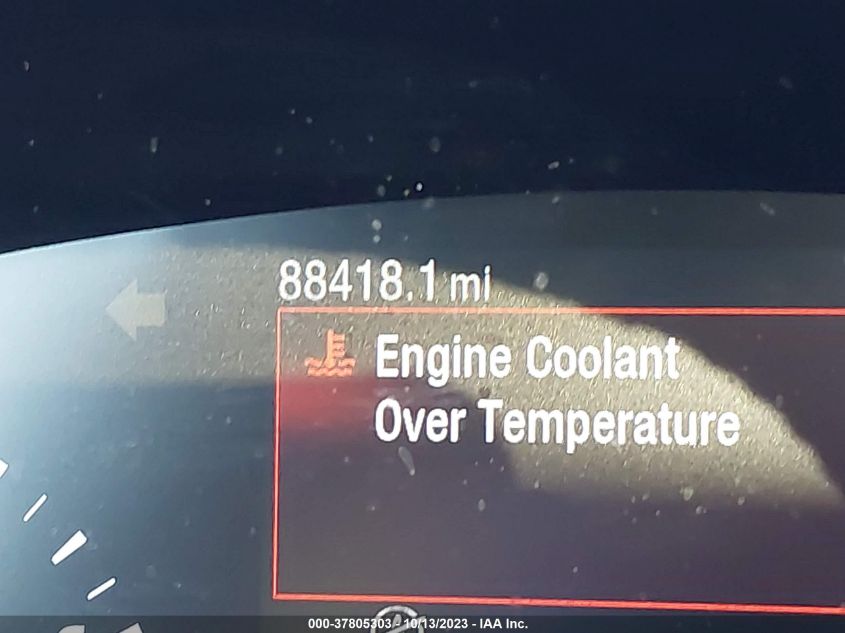 88418.1 mi
Engine Coolant
Over Temperature
000-37805303 - 10/13/2023 - IAA Inc.